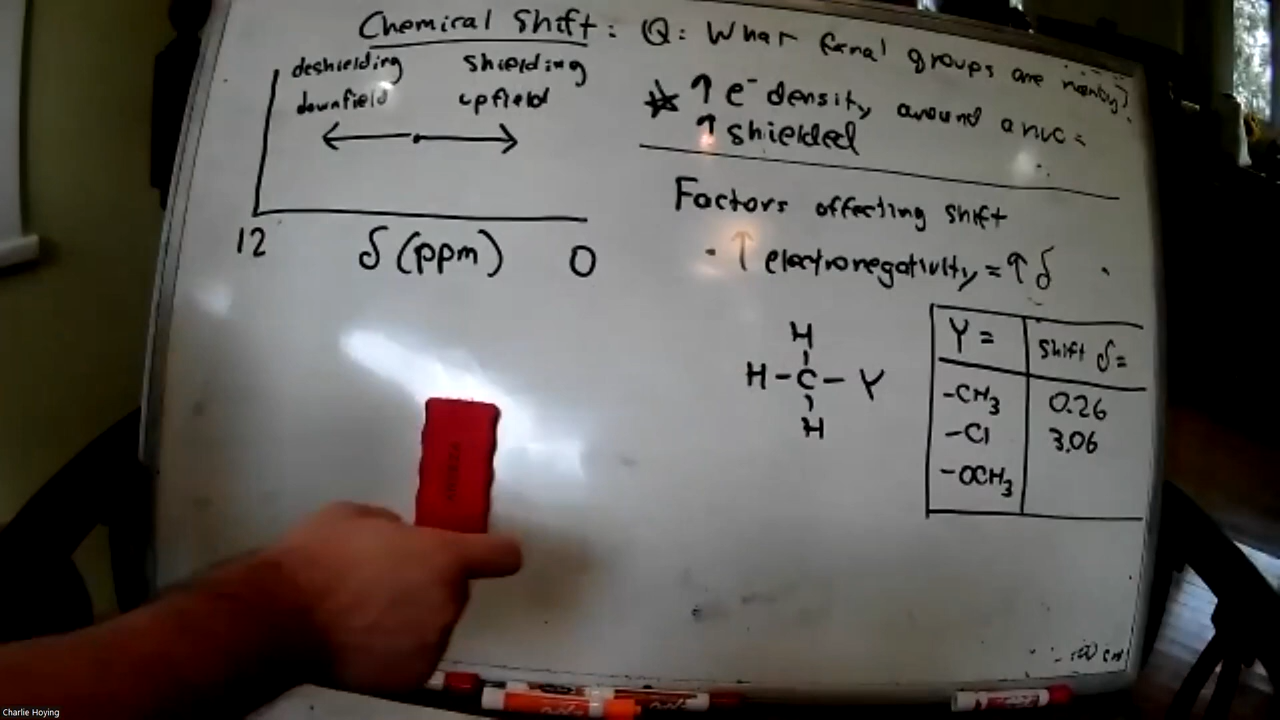 Chemical Shift: Q: What fxnal groups are nearby?
deshielding shielding
downfield upfield
☆ ↑ e⁻ density around a nuc =
↑ shielded
12 δ (ppm) 0
Factors affecting shift
· ↑ electronegativity = ↑ δ
H
H-C-Y
H
Y = shift δ=
-CH3 0.26
-Cl 3.06
-OCH3
Charlie Hoying